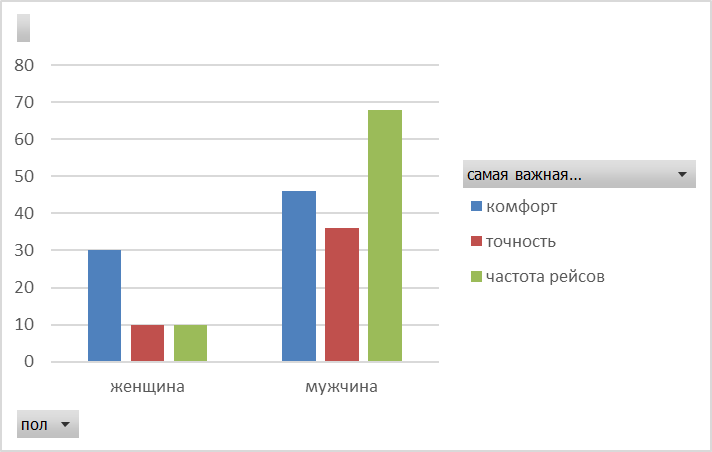 80
70
60
50
40
30
20
10
0
женщина
мужчина
самая важная...
комфорт
точность
частота рейсов
пол